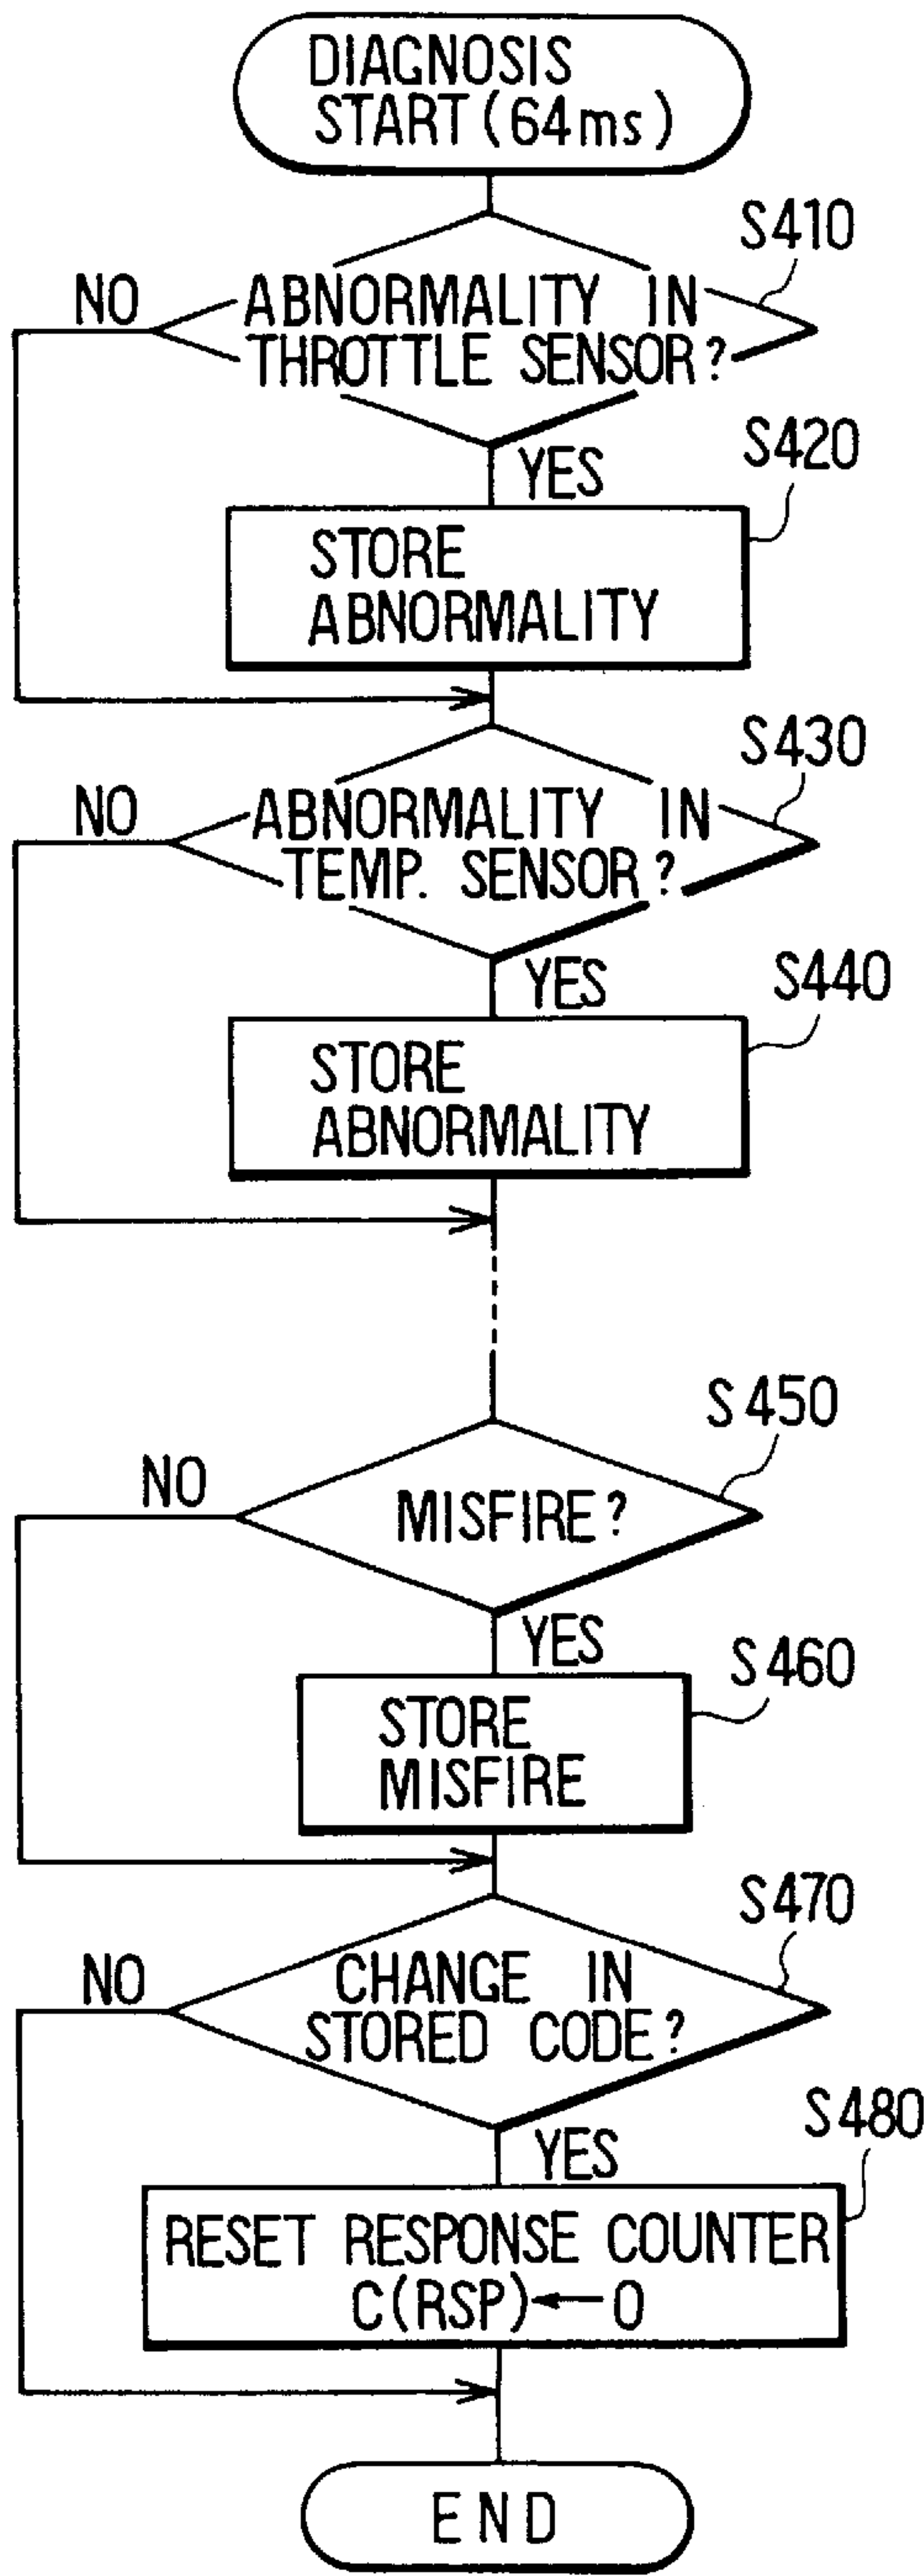 DIAGNOSIS
START (64ms)
S410
NO
ABNORMALITY IN
THROTTLE SENSOR?
YES
S420
STORE
ABNORMALITY
S430
NO
ABNORMALITY IN
TEMP. SENSOR?
YES
S440
STORE
ABNORMALITY
S450
NO
MISFIRE?
YES
S460
STORE
MISFIRE
S470
NO
CHANGE IN
STORED CODE?
YES
S480
RESET RESPONSE COUNTER
C(RSP)←0
END